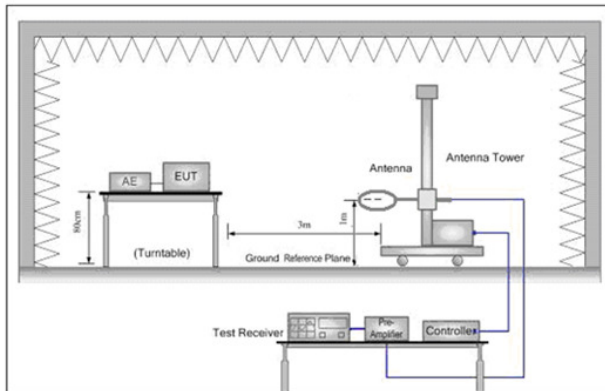 Antenna Tower
Antenna
AE
EUT
80cm
(Turntable)
3m
1m
Ground Reference Plane
Test Receiver
Pre-
Amplifier
Controller